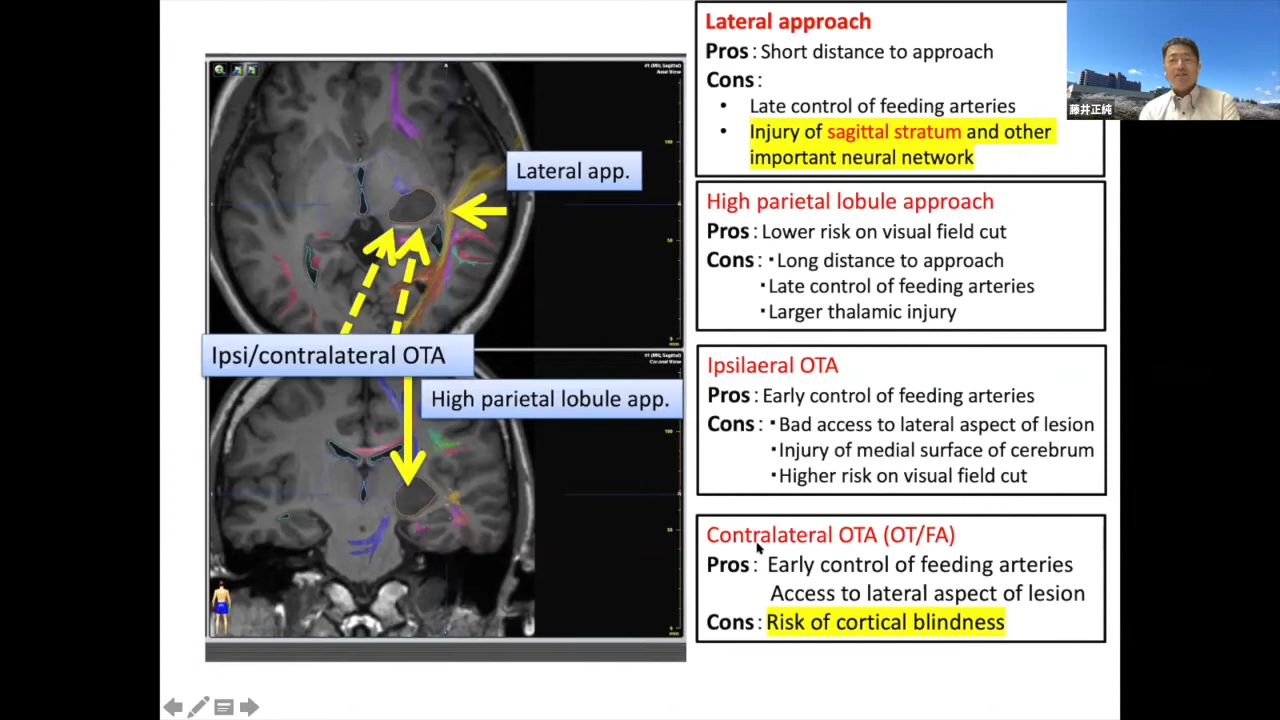 Lateral approach
Pros : Short distance to approach
Cons :
• Late control of feeding arteries
• Injury of sagittal stratum and other
important neural network
藤井正純
Lateral app.
High parietal lobule approach
Pros : Lower risk on visual field cut
Cons : ・Long distance to approach
・Late control of feeding arteries
・Larger thalamic injury
Ipsi/contralateral OTA
High parietal lobule app.
Ipsilaeral OTA
Pros : Early control of feeding arteries
Cons : ・Bad access to lateral aspect of lesion
・Injury of medial surface of cerebrum
・Higher risk on visual field cut
Contralateral OTA (OT/FA)
Pros : Early control of feeding arteries
Access to lateral aspect of lesion
Cons : Risk of cortical blindness